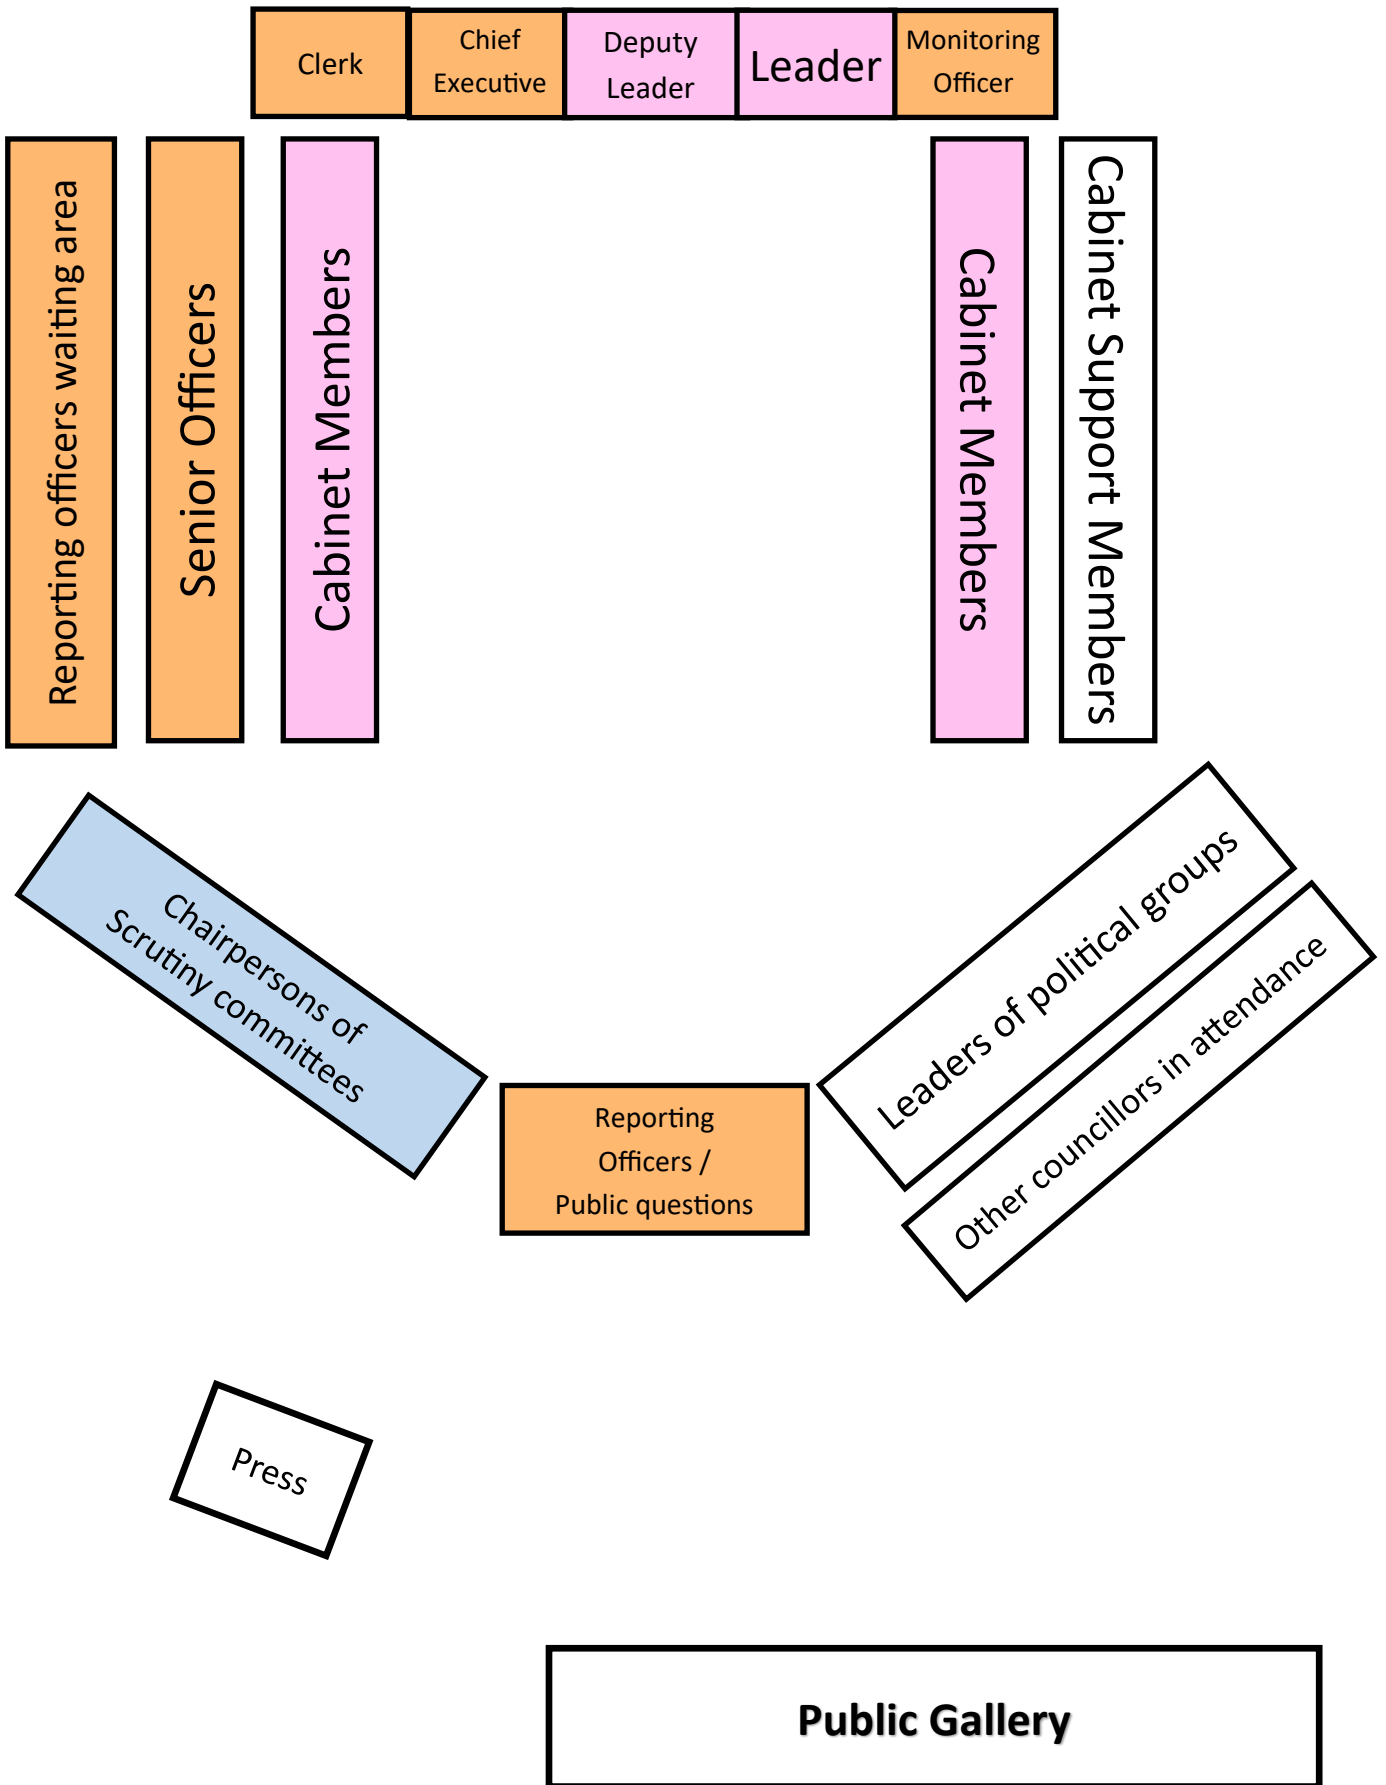 Clerk
Chief
Executive
Deputy
Leader
Leader
Monitoring
Officer
Reporting officers waiting area
Senior Officers
Cabinet Members
Cabinet Members
Cabinet Support Members
Chairpersons of
Scrutiny committees
Leaders of political groups
Other councillors in attendance
Reporting
Officers /
Public questions
Press
Public Gallery